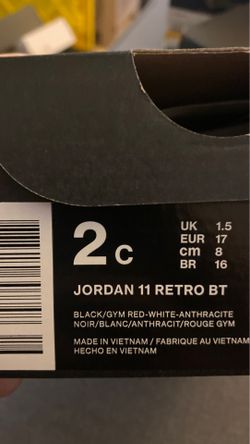 2 C
UK 1.5
EUR 17
cm 8
BR 16
JORDAN 11 RETRO BT
BLACK/GYM RED-WHITE-ANTHRACITE
NOIR/BLANC/ANTHRACIT/ROUGE GYM
MADE IN VIETNAM / FABRIQUE AU VIETNAM
HECHO EN VIETNAM